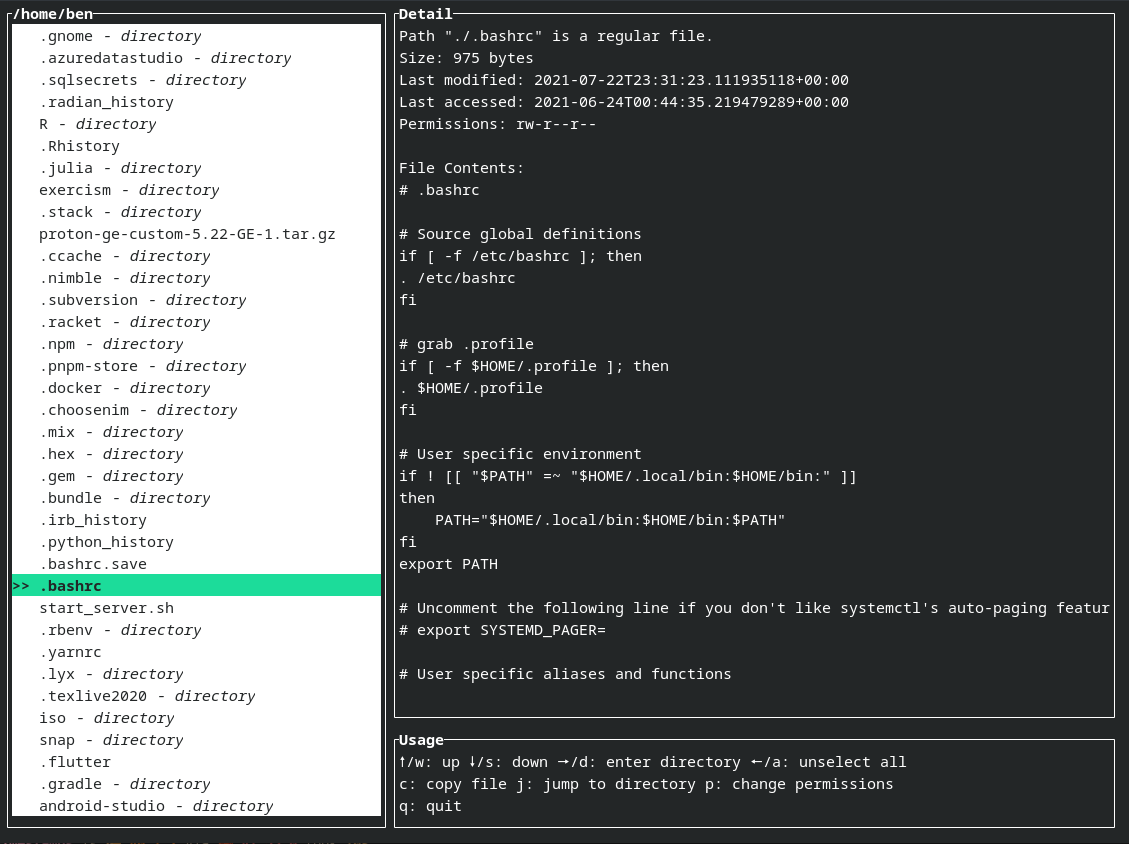 /home/ben
.gnome - directory
.azuredatastudio - directory
.sqlsecrets - directory
.radian_history
R - directory
.Rhistory
.julia - directory
exercism - directory
.stack - directory
proton-ge-custom-5.22-GE-1.tar.gz
.ccache - directory
.nimble - directory
.subversion - directory
.racket - directory
.npm - directory
.pnpm-store - directory
.docker - directory
.choosenim - directory
.mix - directory
.hex - directory
.gem - directory
.bundle - directory
.irb_history
.python_history
.bashrc.save
>> .bashrc
start_server.sh
.rbenv - directory
.yarnrc
.lyx - directory
.texlive2020 - directory
iso - directory
snap - directory
.flutter
.gradle - directory
android-studio - directory
Detail
Path "./.bashrc" is a regular file.
Size: 975 bytes
Last modified: 2021-07-22T23:31:23.111935118+00:00
Last accessed: 2021-06-24T00:44:35.219479289+00:00
Permissions: rw-r--r--
File Contents:
# .bashrc
# Source global definitions
if [ -f /etc/bashrc ]; then
. /etc/bashrc
fi
# grab .profile
if [ -f $HOME/.profile ]; then
. $HOME/.profile
fi
# User specific environment
if ! [[ "$PATH" =~ "$HOME/.local/bin:$HOME/bin:" ]]
then
    PATH="$HOME/.local/bin:$HOME/bin:$PATH"
fi
export PATH
# Uncomment the following line if you don't like systemctl's auto-paging featur
# export SYSTEMD_PAGER=
# User specific aliases and functions
Usage
↑/w: up ↓/s: down →/d: enter directory ←/a: unselect all
c: copy file j: jump to directory p: change permissions
q: quit